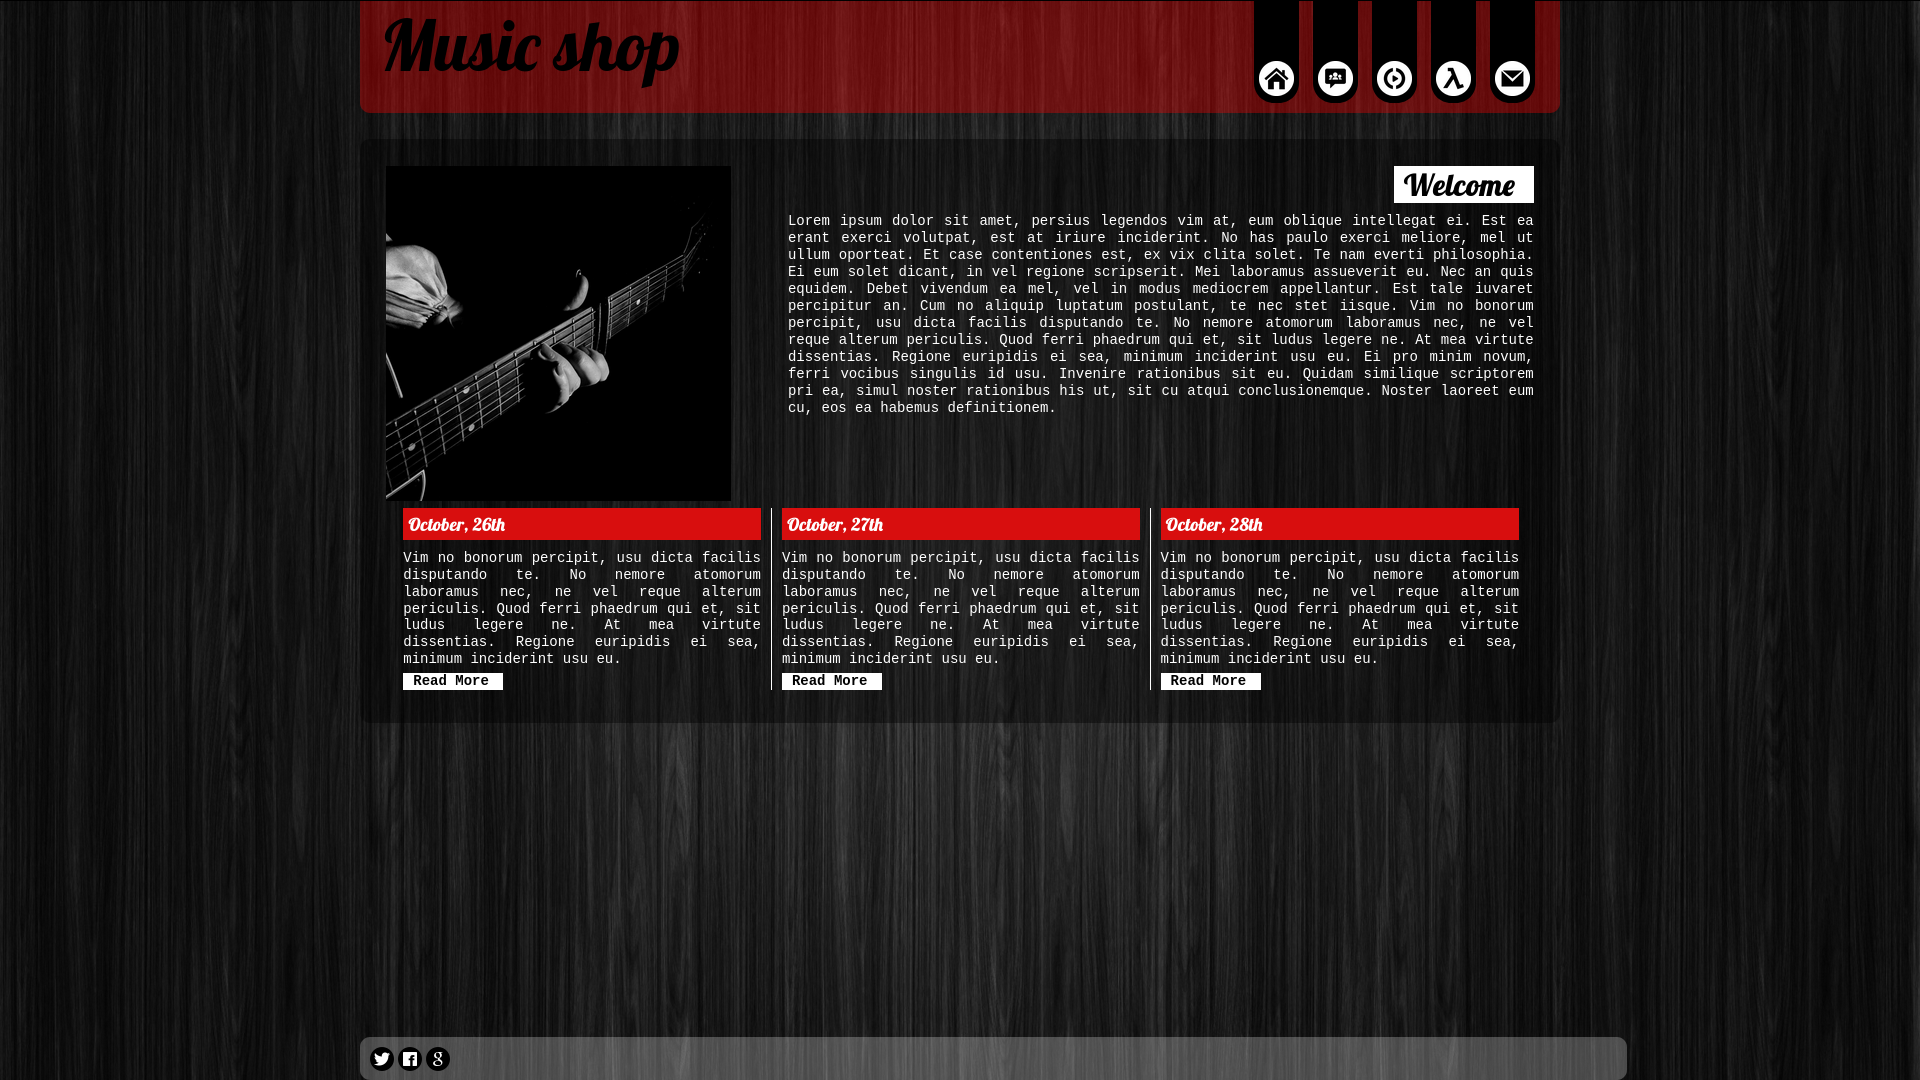 Music shop
Welcome
Lorem ipsum dolor sit amet, persius legendos vim at, eum oblique intellegat ei. Est ea
erant exerci volutpat, est at iriure inciderint. No has paulo exerci meliore, mel ut
ullum oporteat. Et case contentiones est, ex vix clita solet. Te nam everti philosophia.
Ei eum solet dicant, in vel regione scripserit. Mei laboramus assueverit eu. Nec an quis
equidem. Debet vivendum ea mel, vel in modus mediocrem appellantur. Est tale iuvaret
percipitur an. Cum no aliquip luptatum postulant, te nec stet iisque. Vim no bonorum
percipit, usu dicta facilis disputando te. No nemore atomorum laboramus nec, ne vel
reque alterum periculis. Quod ferri phaedrum qui et, sit ludus legere ne. At mea virtute
dissentias. Regione euripidis ei sea, minimum inciderint usu eu. Ei pro minim novum,
ferri vocibus singulis id usu. Invenire rationibus sit eu. Quidam similique scriptorem
pri ea, simul noster rationibus his ut, sit cu atqui conclusionemque. Noster laoreet eum
cu, eos ea habemus definitionem.
October, 26th
Vim no bonorum percipit, usu dicta facilis
disputando te. No nemore atomorum
laboramus nec, ne vel reque alterum
periculis. Quod ferri phaedrum qui et, sit
ludus legere ne. At mea virtute
dissentias. Regione euripidis ei sea,
minimum inciderint usu eu.
Read More
October, 27th
Vim no bonorum percipit, usu dicta facilis
disputando te. No nemore atomorum
laboramus nec, ne vel reque alterum
periculis. Quod ferri phaedrum qui et, sit
ludus legere ne. At mea virtute
dissentias. Regione euripidis ei sea,
minimum inciderint usu eu.
Read More
October, 28th
Vim no bonorum percipit, usu dicta facilis
disputando te. No nemore atomorum
laboramus nec, ne vel reque alterum
periculis. Quod ferri phaedrum qui et, sit
ludus legere ne. At mea virtute
dissentias. Regione euripidis ei sea,
minimum inciderint usu eu.
Read More